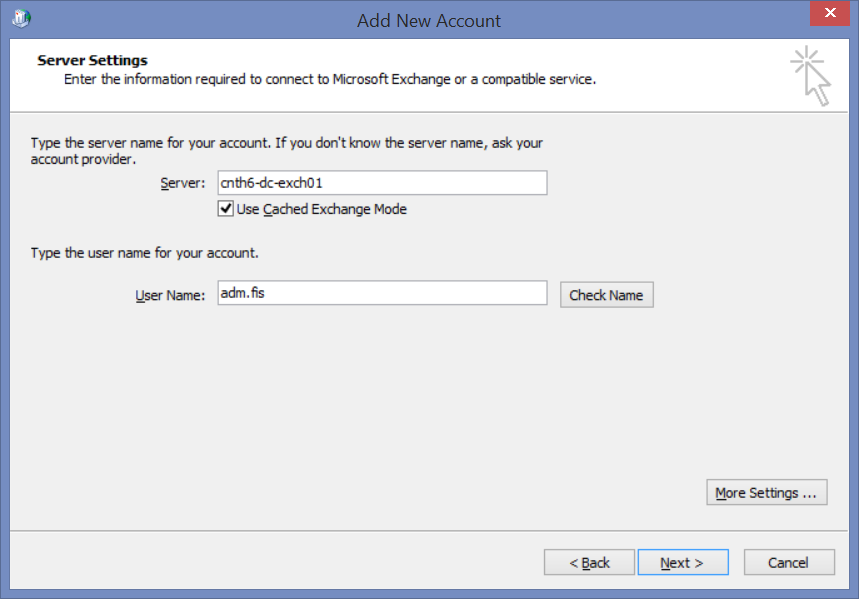 Add New Account
Server Settings
Enter the information required to connect to Microsoft Exchange or a compatible service.
Type the server name for your account. If you don't know the server name, ask your
account provider.
Server: cnth6-dc-exch01
Use Cached Exchange Mode
Type the user name for your account.
User Name: adm.fis Check Name
More Settings ...
< Back Next > Cancel